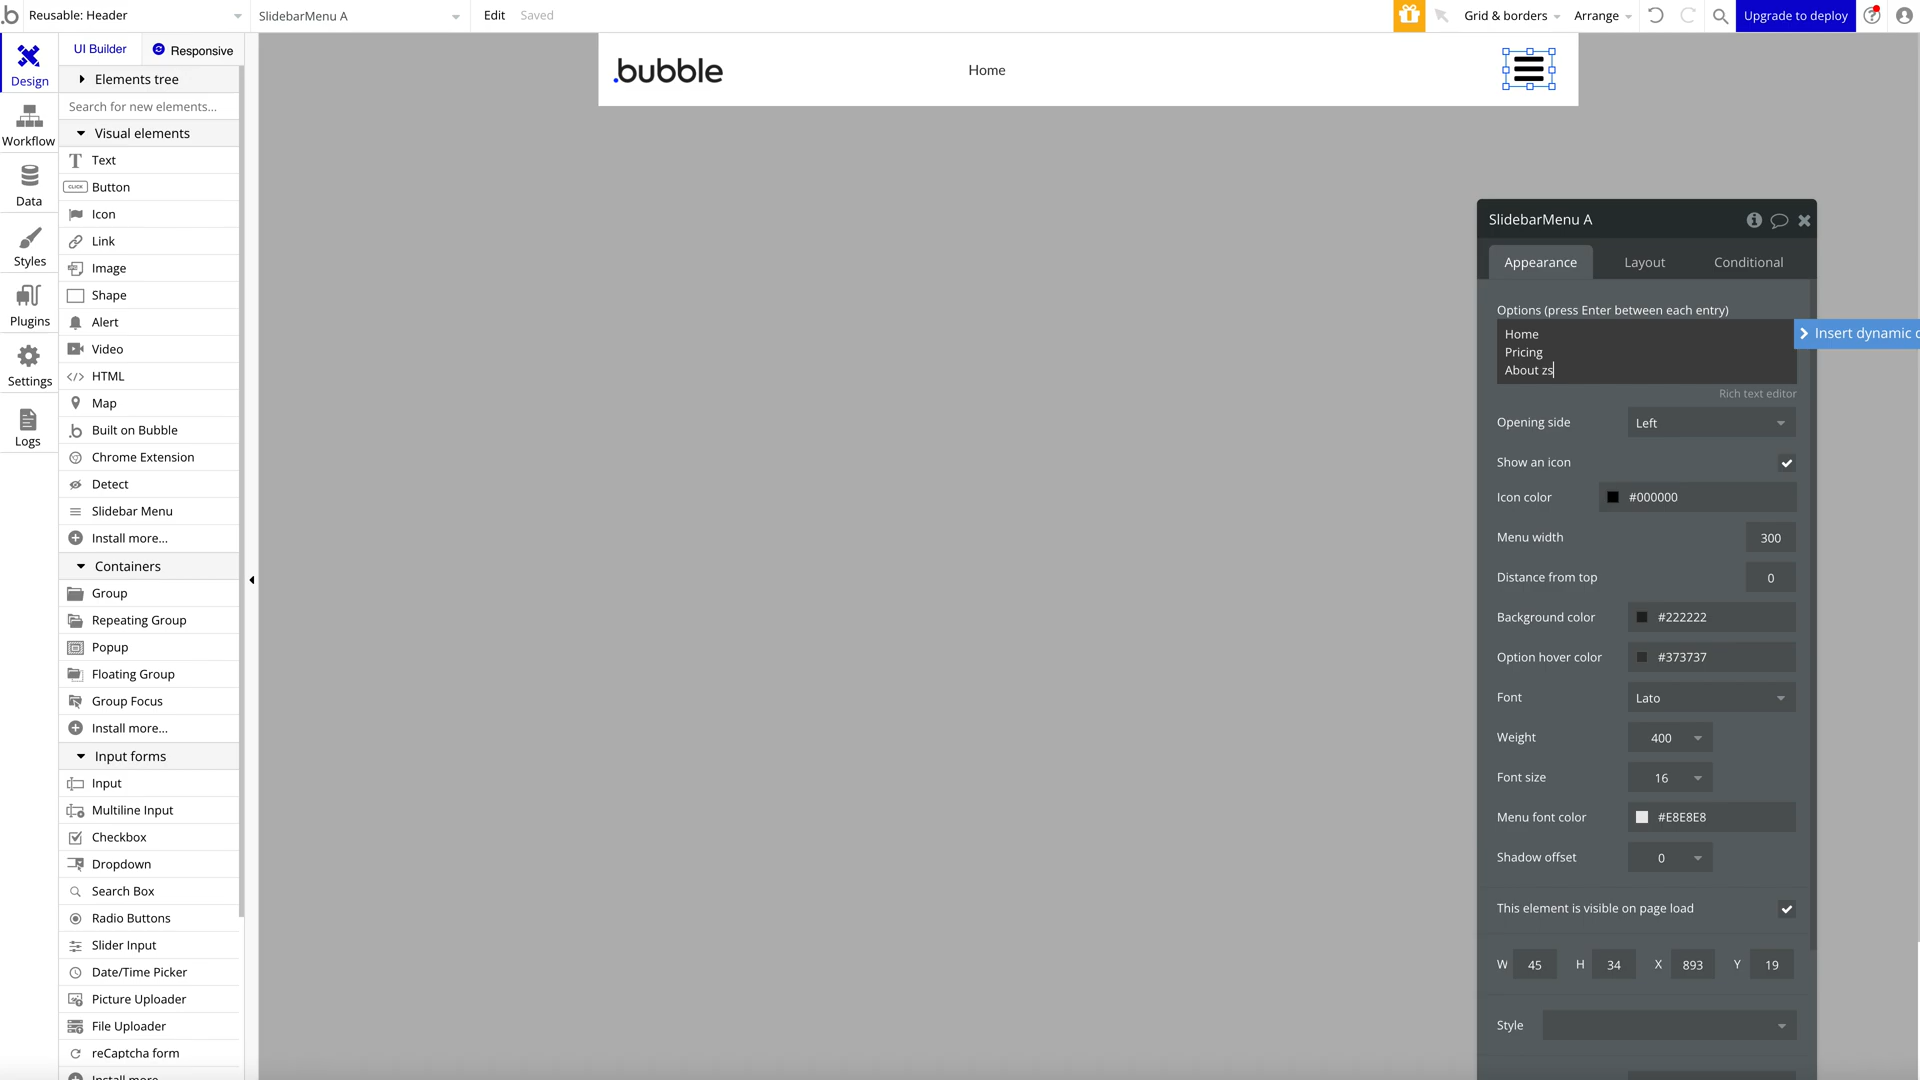 .b Reusable: Header SlidebarMenu A Edit Saved Grid & borders Arrange Upgrade to deploy
UI Builder Responsive
Design
Elements tree
Search for new elements...
Visual elements
Text
Button
Icon
Link
Image
Shape
Alert
Video
HTML
Map
Built on Bubble
Chrome Extension
Detect
Slidebar Menu
Install more...
Containers
Group
Repeating Group
Popup
Floating Group
Group Focus
Install more...
Input forms
Input
Multiline Input
Checkbox
Dropdown
Search Box
Radio Buttons
Slider Input
Date/Time Picker
Picture Uploader
File Uploader
reCaptcha form
Install more
Workflow
Data
Styles
Plugins
Settings
Logs
.bubble Home
SlidebarMenu A
Appearance Layout Conditional
Options (press Enter between each entry)
Home
Pricing
About zs
Insert dynamic
Rich text editor
Opening side Left
Show an icon
Icon color #000000
Menu width 300
Distance from top 0
Background color #222222
Option hover color #373737
Font Lato
Weight 400
Font size 16
Menu font color #E8E8E8
Shadow offset 0
This element is visible on page load
W 45 H 34 X 893 Y 19
Style